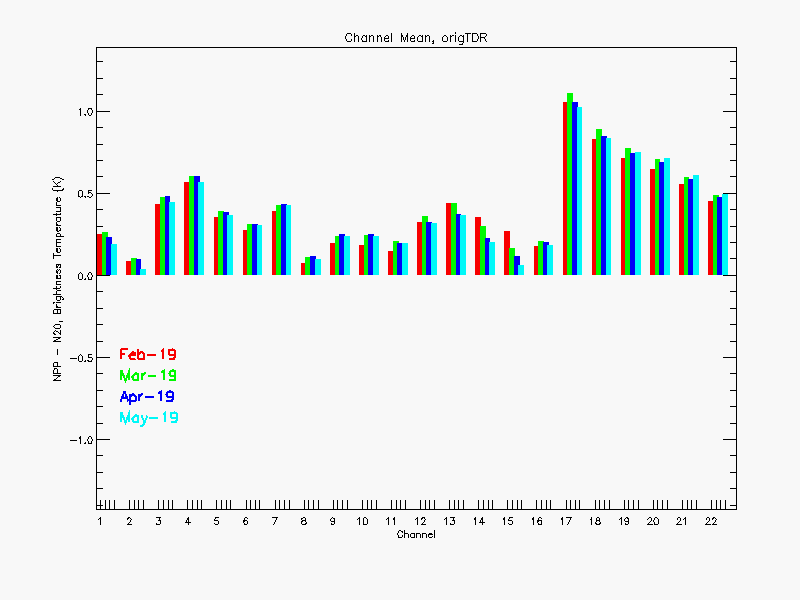 Channel Mean, origTDR
NPP - N20, Brightness Temperature (K)
1.0
0.5
0.0
-0.5
-1.0
Feb-19
Mar-19
Apr-19
May-19
1 2 3 4 5 6 7 8 9 10 11 12 13 14 15 16 17 18 19 20 21 22
Channel